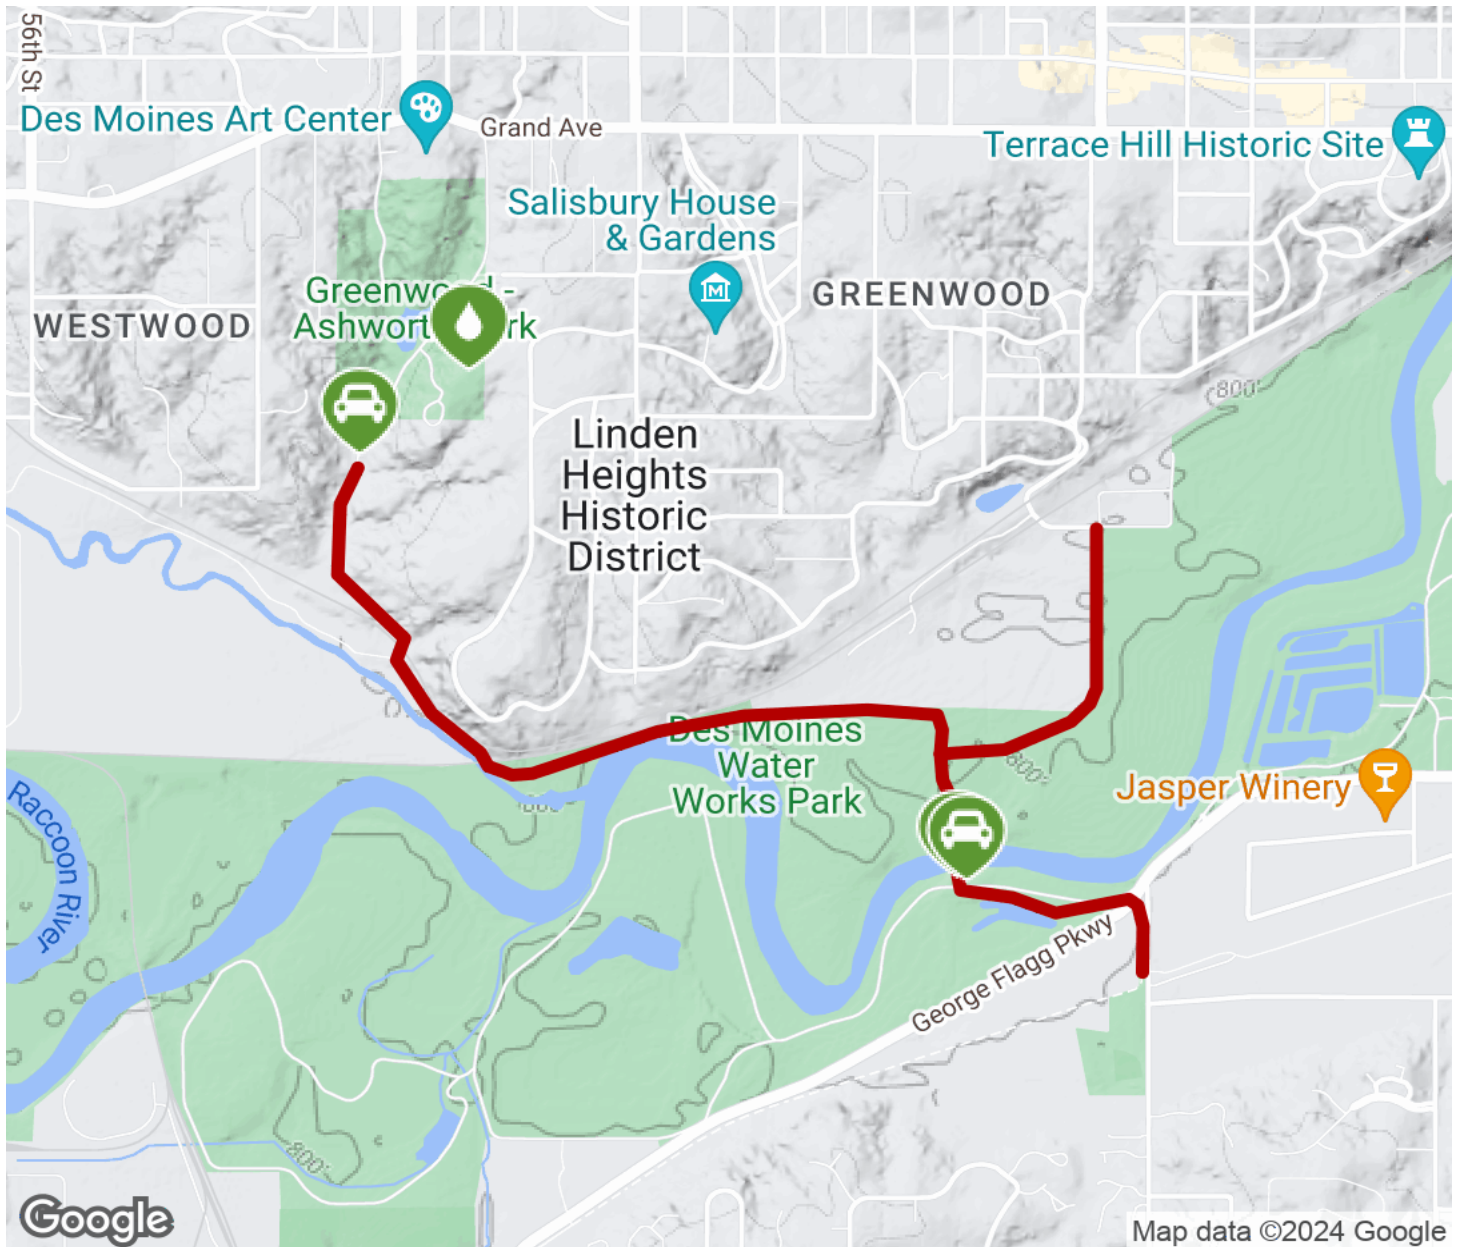 56th St
Des Moines Art Center
Grand Ave
Terrace Hill Historic Site
Salisbury House
& Gardens
GREENWOOD
WESTWOOD
800'
Linden
Heights
Historic
District
Des Moines
Water
Works Park
800'
Jasper Winery
Raccoon River
George Flagg Pkwy
800'
Google
Map data ©2024 Google